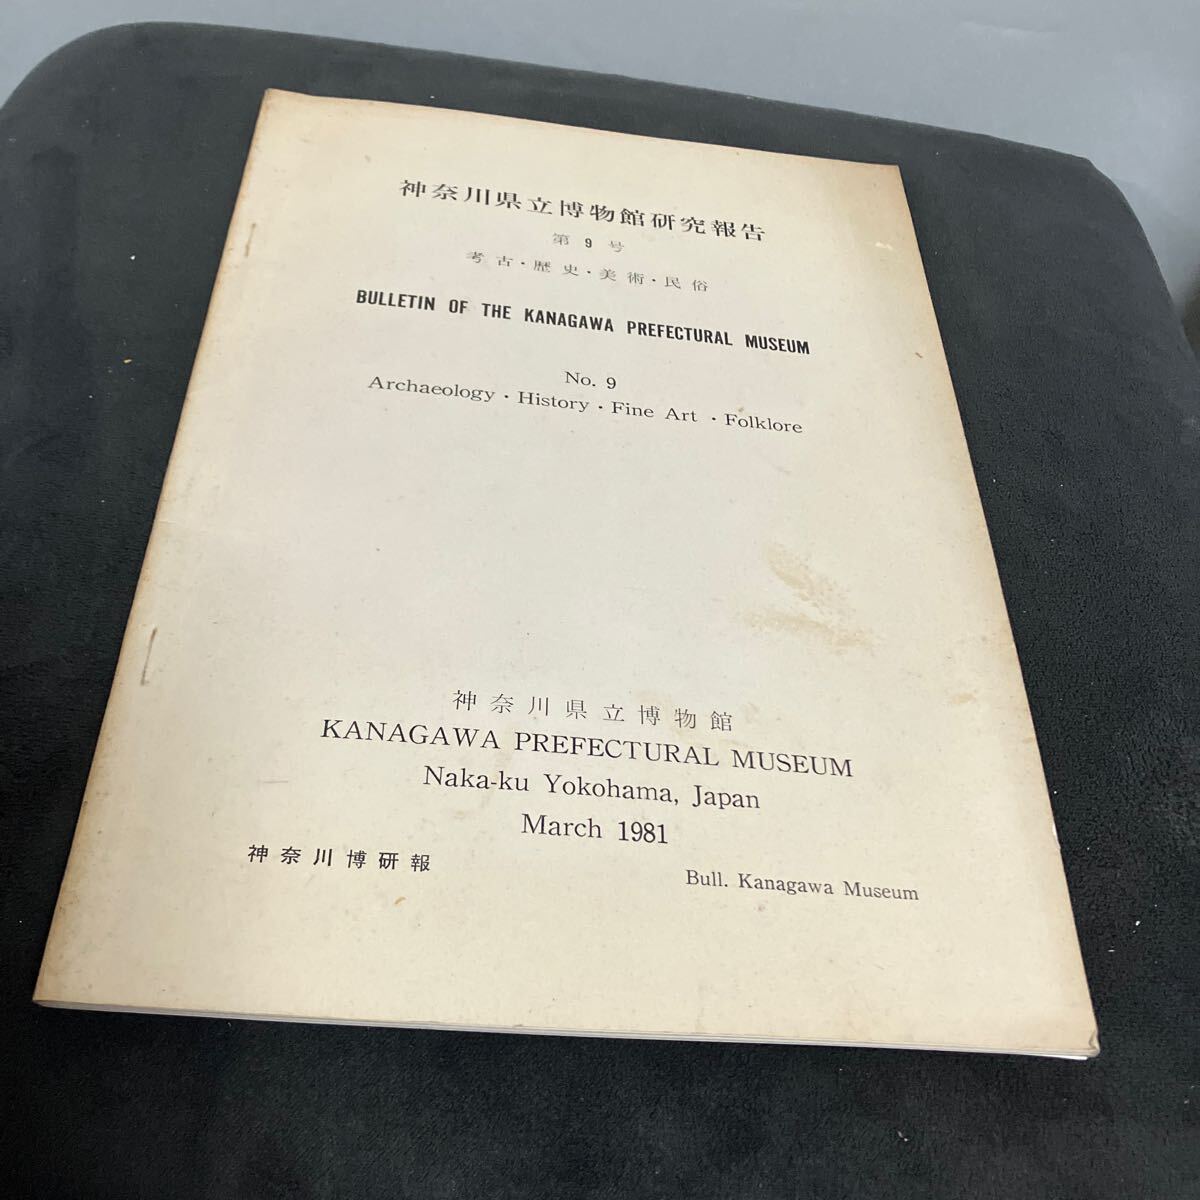 神奈川県立博物館研究報告
第9号
考古・歴史・美術・民俗
BULLETIN OF THE KANAGAWA PREFECTURAL MUSEUM
No. 9
Archaeology・History・Fine Art・Folklore
神奈川県立博物館
KANAGAWA PREFECTURAL MUSEUM
Naka-ku Yokohama, Japan
March 1981
神奈川博研報
Bull. Kanagawa Museum